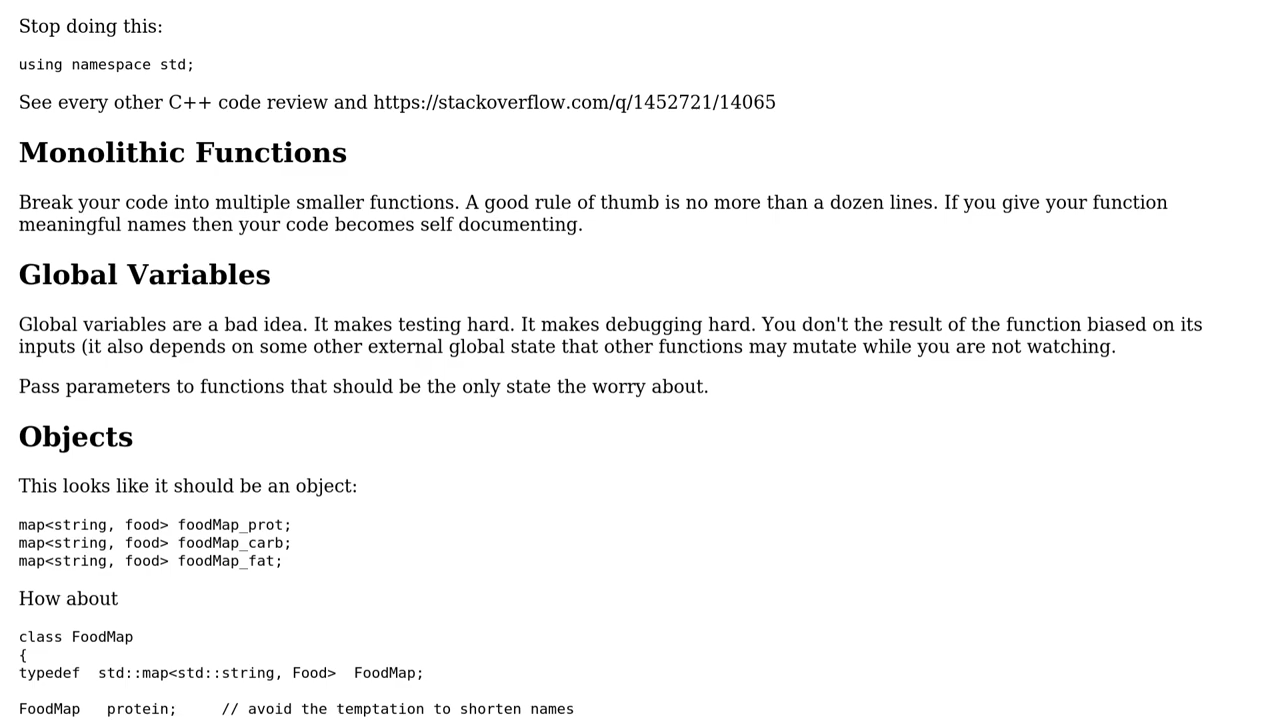 Stop doing this:
using namespace std;
See every other C++ code review and https://stackoverflow.com/q/1452721/14065
Monolithic Functions
Break your code into multiple smaller functions. A good rule of thumb is no more than a dozen lines. If you give your function
meaningful names then your code becomes self documenting.
Global Variables
Global variables are a bad idea. It makes testing hard. It makes debugging hard. You don't the result of the function biased on its
inputs (it also depends on some other external global state that other functions may mutate while you are not watching.
Pass parameters to functions that should be the only state the worry about.
Objects
This looks like it should be an object:
map<string, food> foodMap_prot;
map<string, food> foodMap_carb;
map<string, food> foodMap_fat;
How about
class FoodMap
{
typedef  std::map<std::string, Food>  FoodMap;
FoodMap   protein;     // avoid the temptation to shorten names